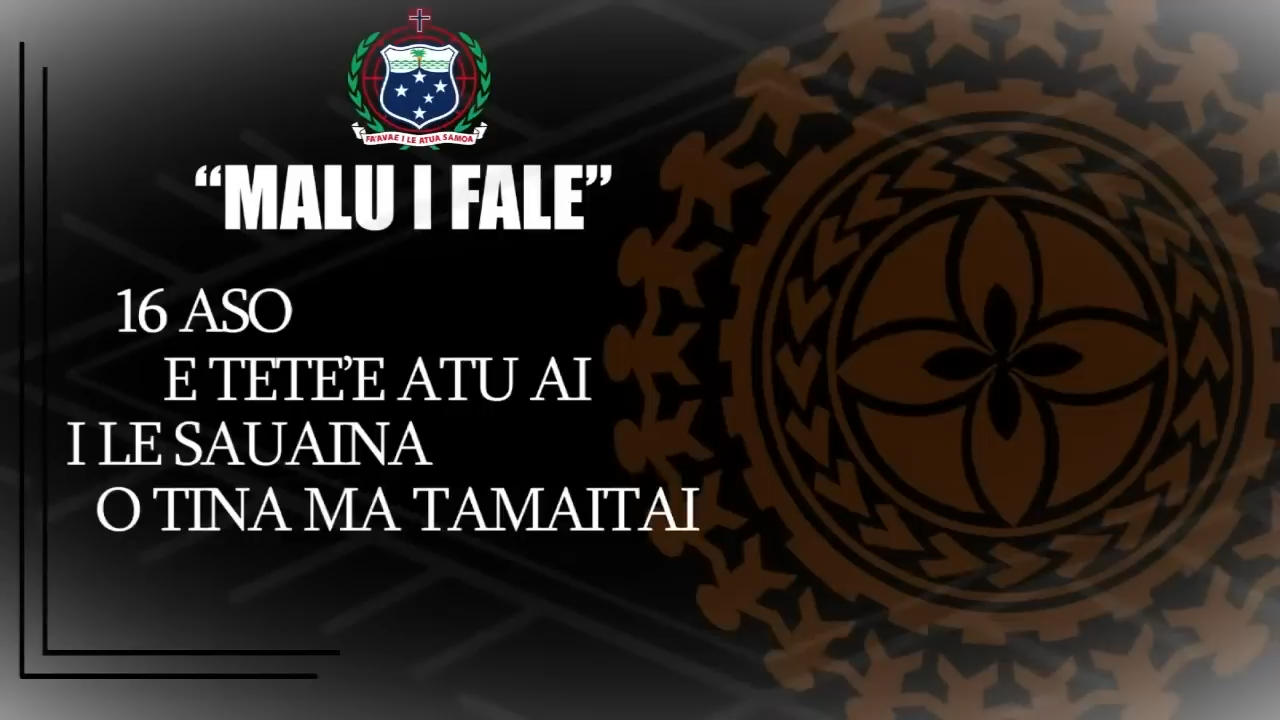 FA'AVAE I LE ATUA SAMOA
“MALU I FALE”
16 ASO
E TETE’E ATU AI
I LE SAUAINA
O TINA MA TAMAITAI